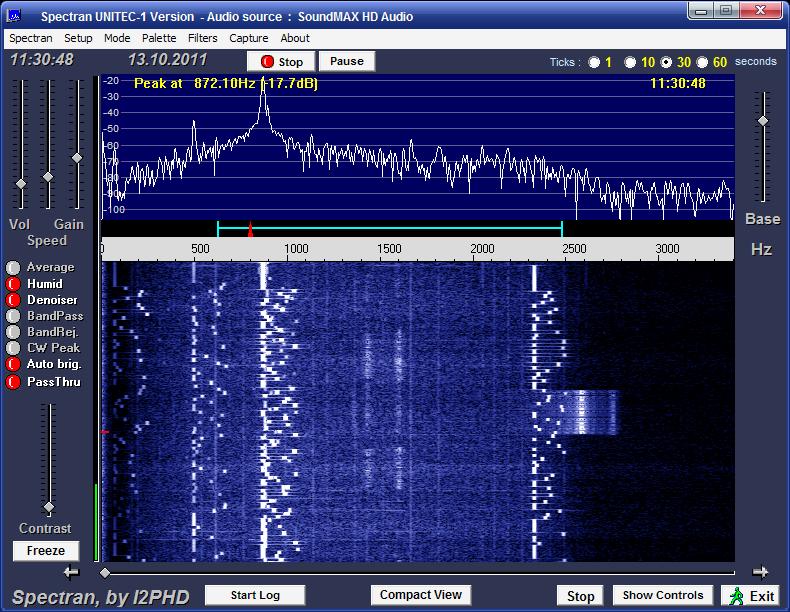 Spectran UNITEC-1 Version - Audio source : SoundMAX HD Audio
Spectran Setup Mode Palette Filters Capture About
11:30:48 13.10.2011 Stop Pause Ticks : 1 10 30 60 seconds
Peak at 872.10Hz (-17.7dB) 11:30:48
-20
-30
-40
-50
-60
-70
-80
-90
-100
Vol Gain
Speed
Base
0 500 1000 1500 2000 2500 3000 Hz
Average
Humid
Denoiser
BandPass
BandRej.
CW Peak
Auto brig.
PassThru
Contrast
Freeze
Spectran, by I2PHD Start Log Compact View Stop Show Controls Exit